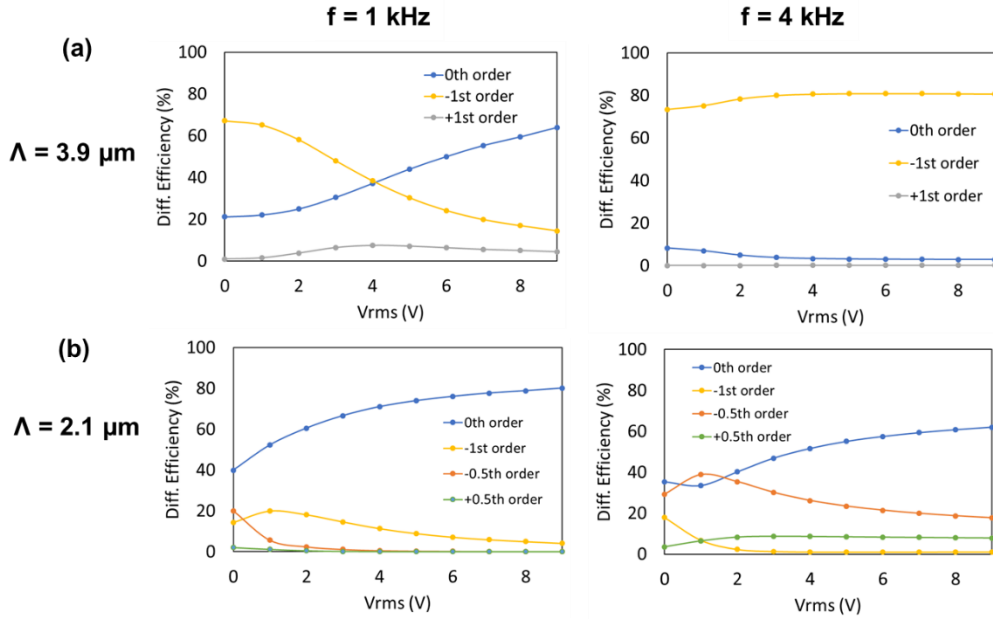 f = 1 kHz
f = 4 kHz
(a)
Λ = 3.9 μm
Diff. Efficiency (%)
100
80
60
40
20
0
0 2 4 6 8
Vrms (V)
0th order
-1st order
+1st order
Diff. Efficiency (%)
100
80
60
40
20
0
0 2 4 6 8
Vrms (V)
0th order
-1st order
+1st order
(b)
Λ = 2.1 μm
Diff. Efficiency (%)
100
80
60
40
20
0
0 2 4 6 8
Vrms (V)
0th order
-1st order
-0.5th order
+0.5th order
Diff. Efficiency (%)
100
80
60
40
20
0
0 2 4 6 8
Vrms (V)
0th order
-1st order
-0.5th order
+0.5th order